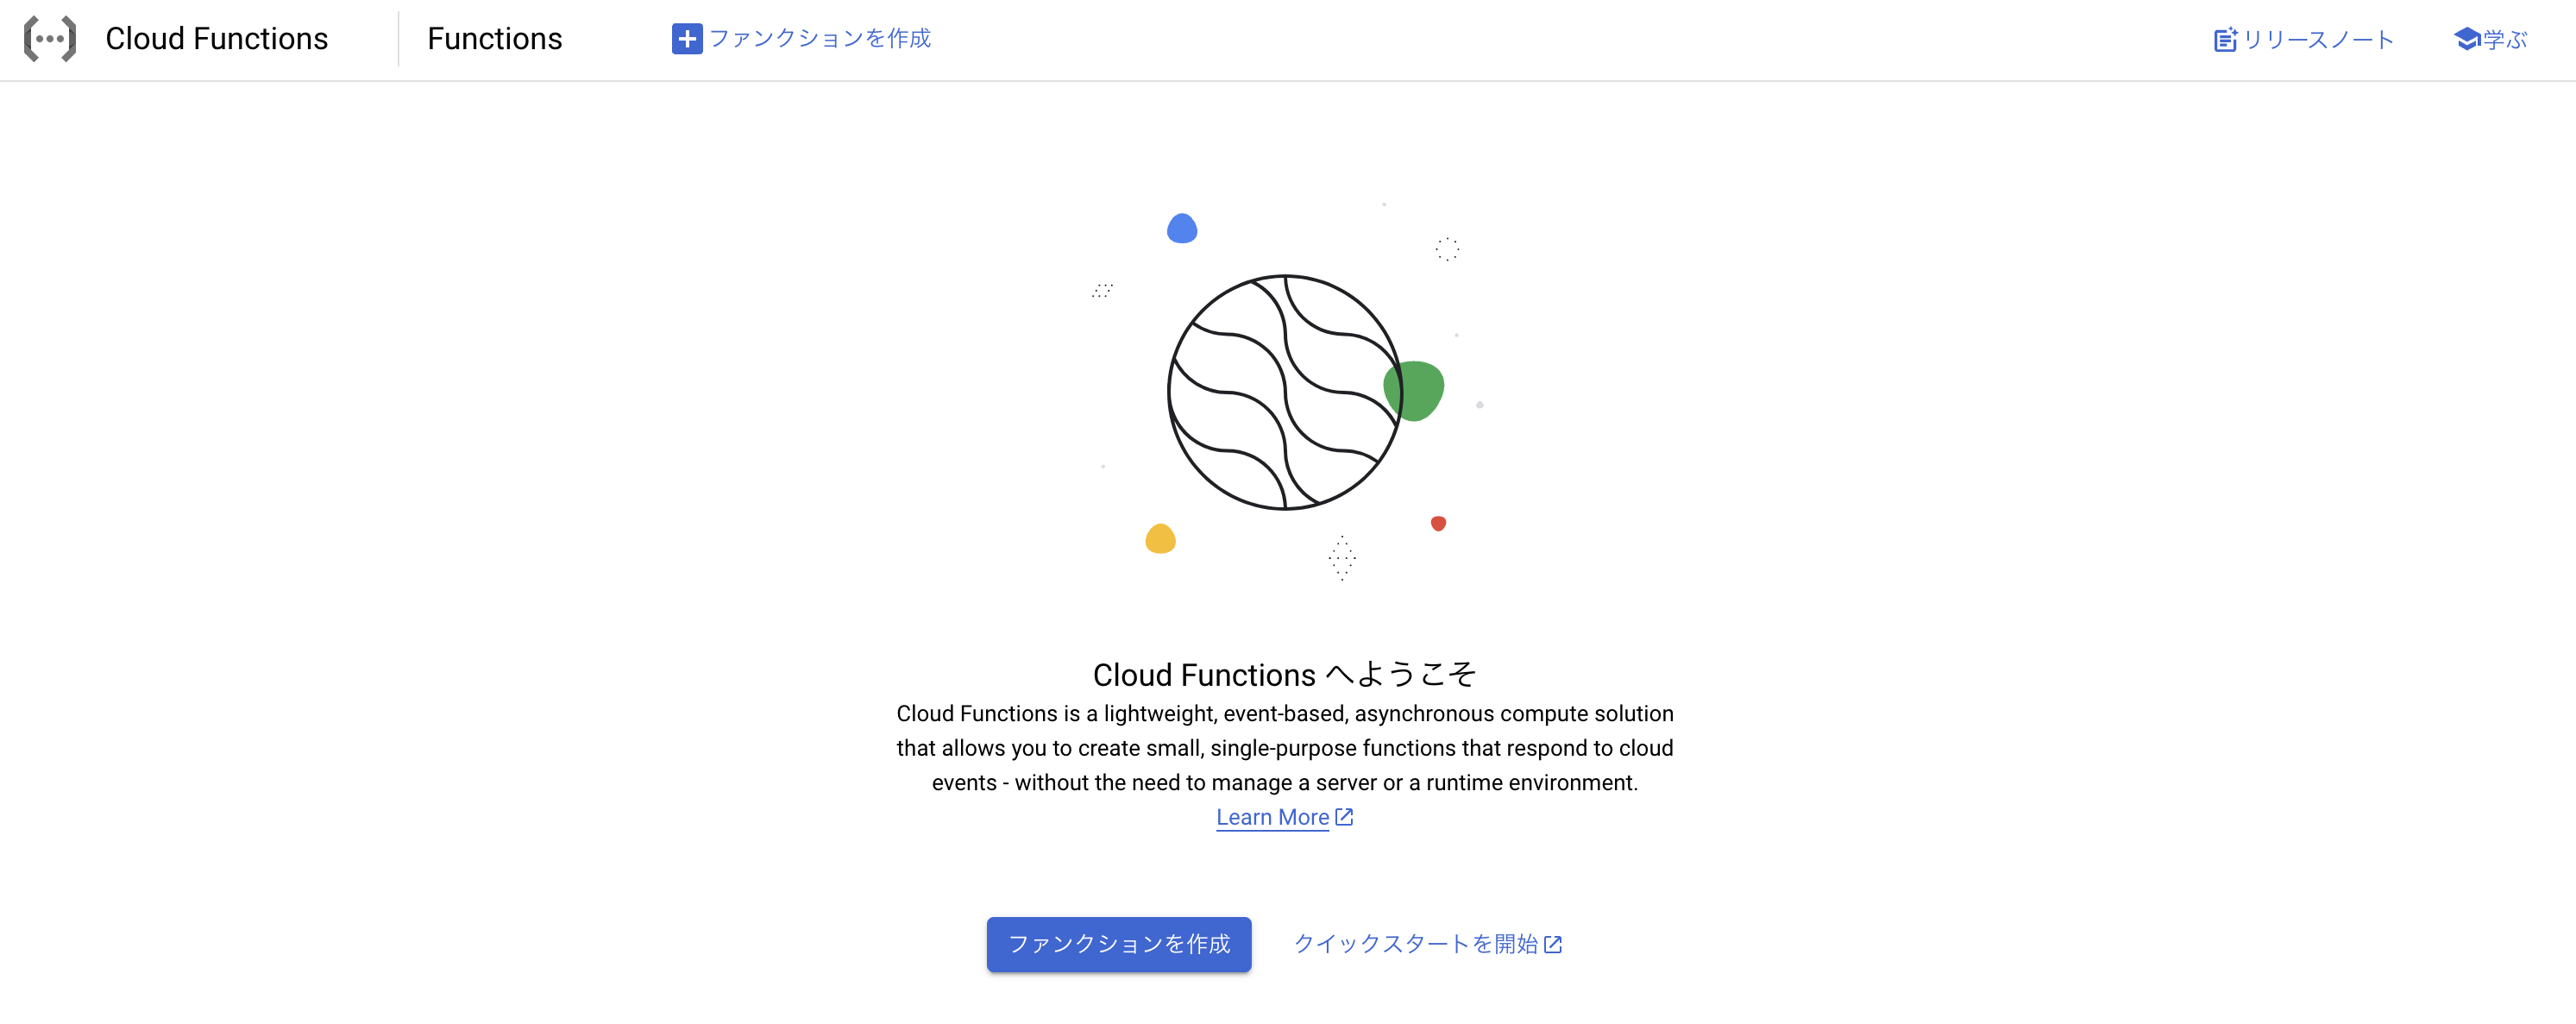 Cloud Functions
Functions
ファンクションを作成
リリースノート
学ぶ
Cloud Functions へようこそ
Cloud Functions is a lightweight, event-based, asynchronous compute solution
that allows you to create small, single-purpose functions that respond to cloud
events - without the need to manage a server or a runtime environment.
Learn More
ファンクションを作成
クイックスタートを開始